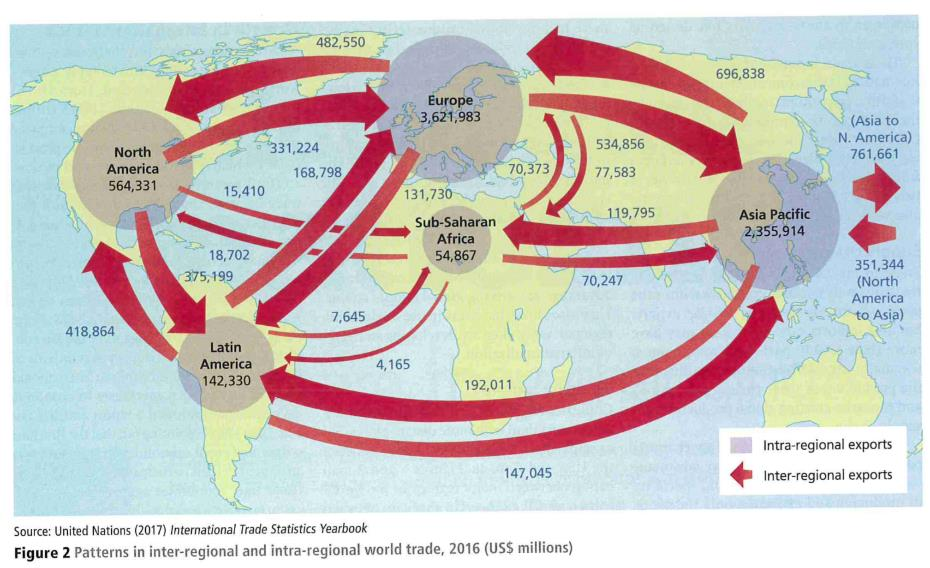 482,550
696,838
Europe
3,621,983
(Asia to
N. America)
761,661
North
America
564,331
331,224
534,856
168,798
70,373
77,583
15,410
131,730
119,795
Asia Pacific
2,355,914
Sub-Saharan
Africa
54,867
18,702
70,247
351,344
(North
America
to Asia)
375,199
418,864
7,645
Latin
America
142,330
4,165
192,011
147,045
Intra-regional exports
Inter-regional exports
Source: United Nations (2017) International Trade Statistics Yearbook
Figure 2 Patterns in inter-regional and intra-regional world trade, 2016 (US$ millions)